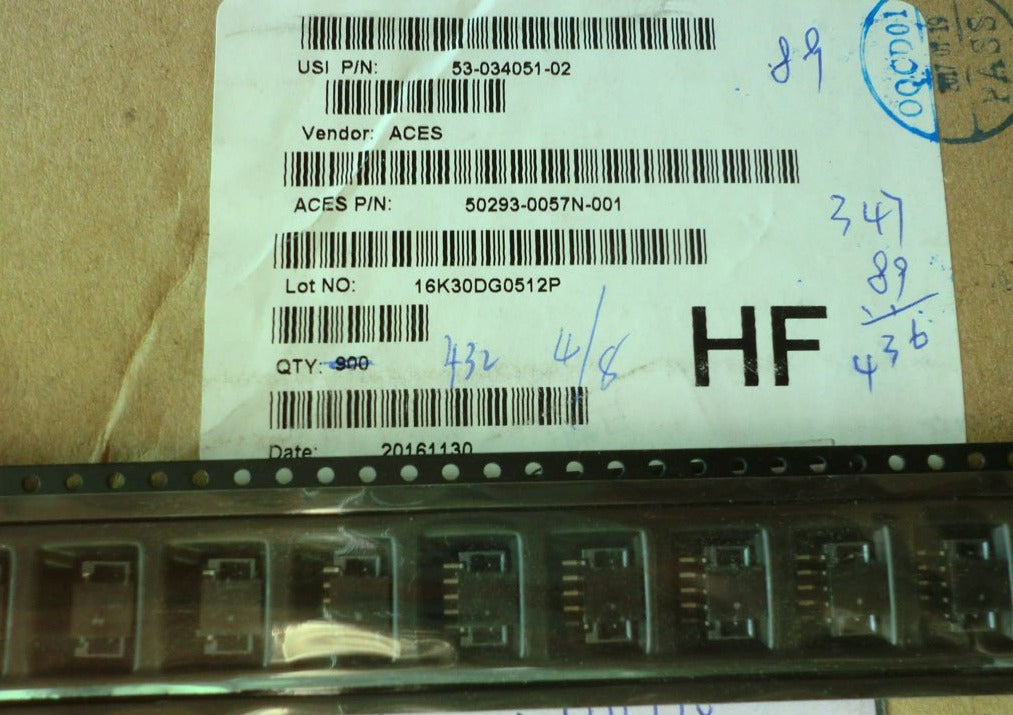 USI P/N: 53-034051-02
89
OQCD01
PASS
Vendor: ACES
ACES P/N: 50293-0057N-001
347
89
436
Lot NO: 16K30DG0512P
HF
QTY: 900 432 4/8
Date: 20161130